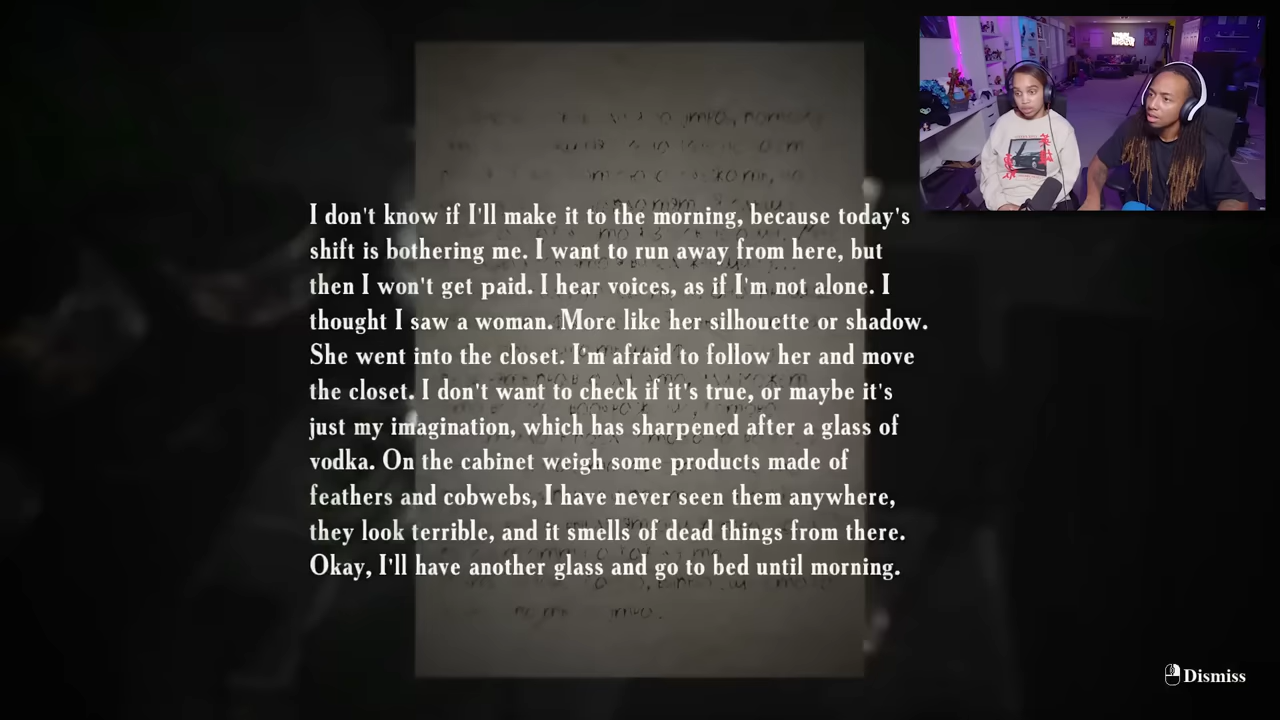 I don't know if I'll make it to the morning, because today's
shift is bothering me. I want to run away from here, but
then I won't get paid. I hear voices, as if I'm not alone. I
thought I saw a woman. More like her silhouette or shadow.
She went into the closet. I'm afraid to follow her and move
the closet. I don't want to check if it's true, or maybe it's
just my imagination, which has sharpened after a glass of
vodka. On the cabinet weigh some products made of
feathers and cobwebs, I have never seen them anywhere,
they look terrible, and it smells of dead things from there.
Okay, I'll have another glass and go to bed until morning.
Dismiss